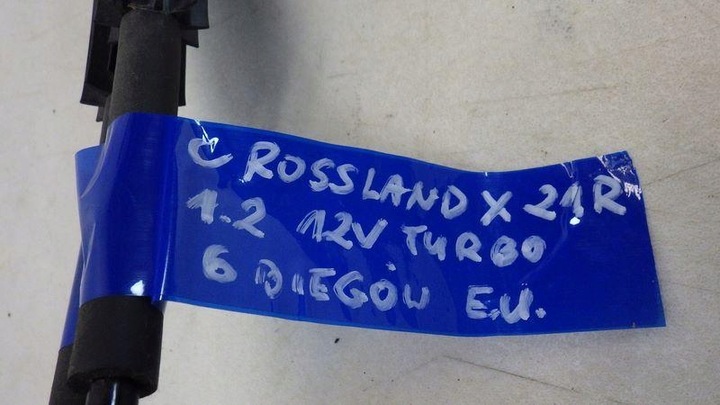 CROSSLAND X 21R
1.2 12V TURBO
6 BIEGÓW E.U.